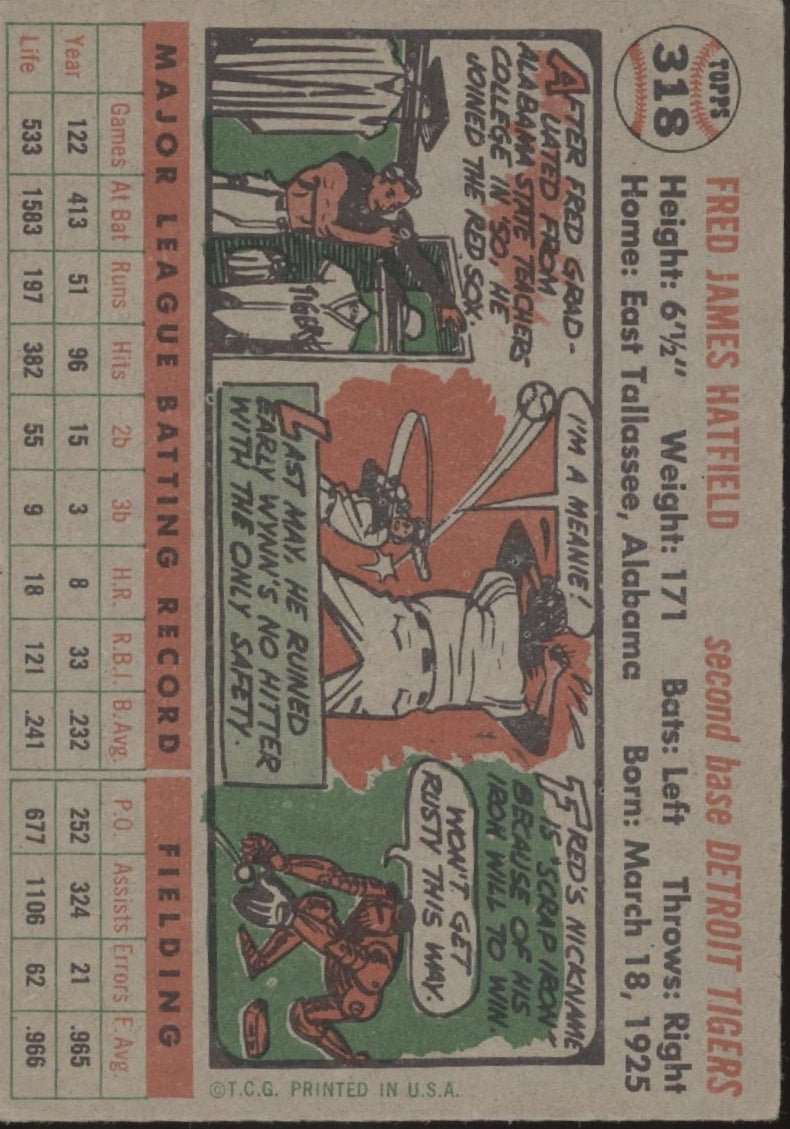 TOPPS
318
FRED JAMES HATFIELD second base DETROIT TIGERS
Height: 6'½" Weight: 171 Bats: Left Throws: Right
Home: East Tallassee, Alabama Born: March 18, 1925
AFTER FRED GRAD-
UATED FROM
ALABAMA STATE TEACHERS
COLLEGE IN '50, HE
JOINED THE RED SOX.
TIGERS
I'M A MEANIE!
LAST MAY, HE RUINED
EARLY WYNN'S NO HITTER
WITH THE ONLY SAFETY.
FRED'S NICKNAME
IS "SCRAP IRON"
BECAUSE OF HIS
IRON WILL TO WIN.
WON'T GET
RUSTY THIS WAY.
©T.C.G. PRINTED IN U.S.A.
MAJOR LEAGUE BATTING RECORD FIELDING
Games At Bat Runs Hits 2b 3b H.R. R.B.I. B.Avg. P.O. Assists Errors F. Avg.
Year 122 413 51 96 15 3 8 33 .232 252 324 21 .965
Life 533 1583 197 382 55 9 18 121 .241 677 1106 62 .966